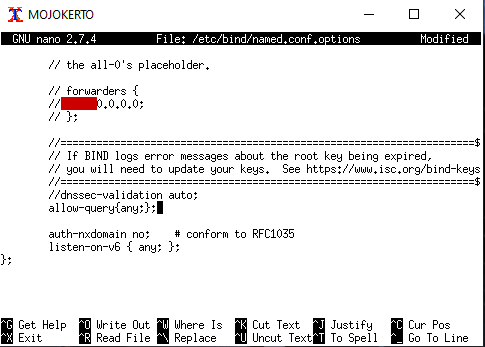 MOJOKERTO
GNU nano 2.7.4 File: /etc/bind/named.conf.options Modified
// the all-0's placeholder.
// forwarders {
// 0.0.0.0;
// };
//=====================================================$
// If BIND logs error messages about the root key being expired,
// you will need to update your keys. See https://www.isc.org/bind-keys
//=====================================================$
//dnssec-validation auto;
allow-query{any;};
auth-nxdomain no; # conform to RFC1035
listen-on-v6 { any; };
};
^G Get Help ^O Write Out ^W Where Is ^K Cut Text ^J Justify ^C Cur Pos
^X Exit ^R Read File ^\ Replace ^U Uncut Text ^T To Spell ^_ Go To Line